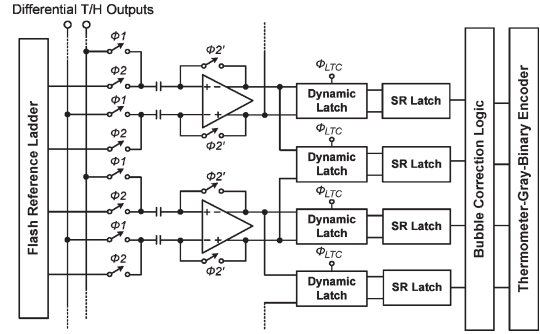 Differential T/H Outputs
Flash Reference Ladder
Φ1
Φ2
Φ1
Φ2
Φ1
Φ2
Φ1
Φ2
Φ2'
+ −
− +
Φ2'
Φ2'
+ −
− +
Φ2'
ΦLTC
Dynamic
Latch
SR Latch
ΦLTC
Dynamic
Latch
SR Latch
ΦLTC
Dynamic
Latch
SR Latch
ΦLTC
Dynamic
Latch
SR Latch
Bubble Correction Logic
Thermometer-Gray-Binary Encoder